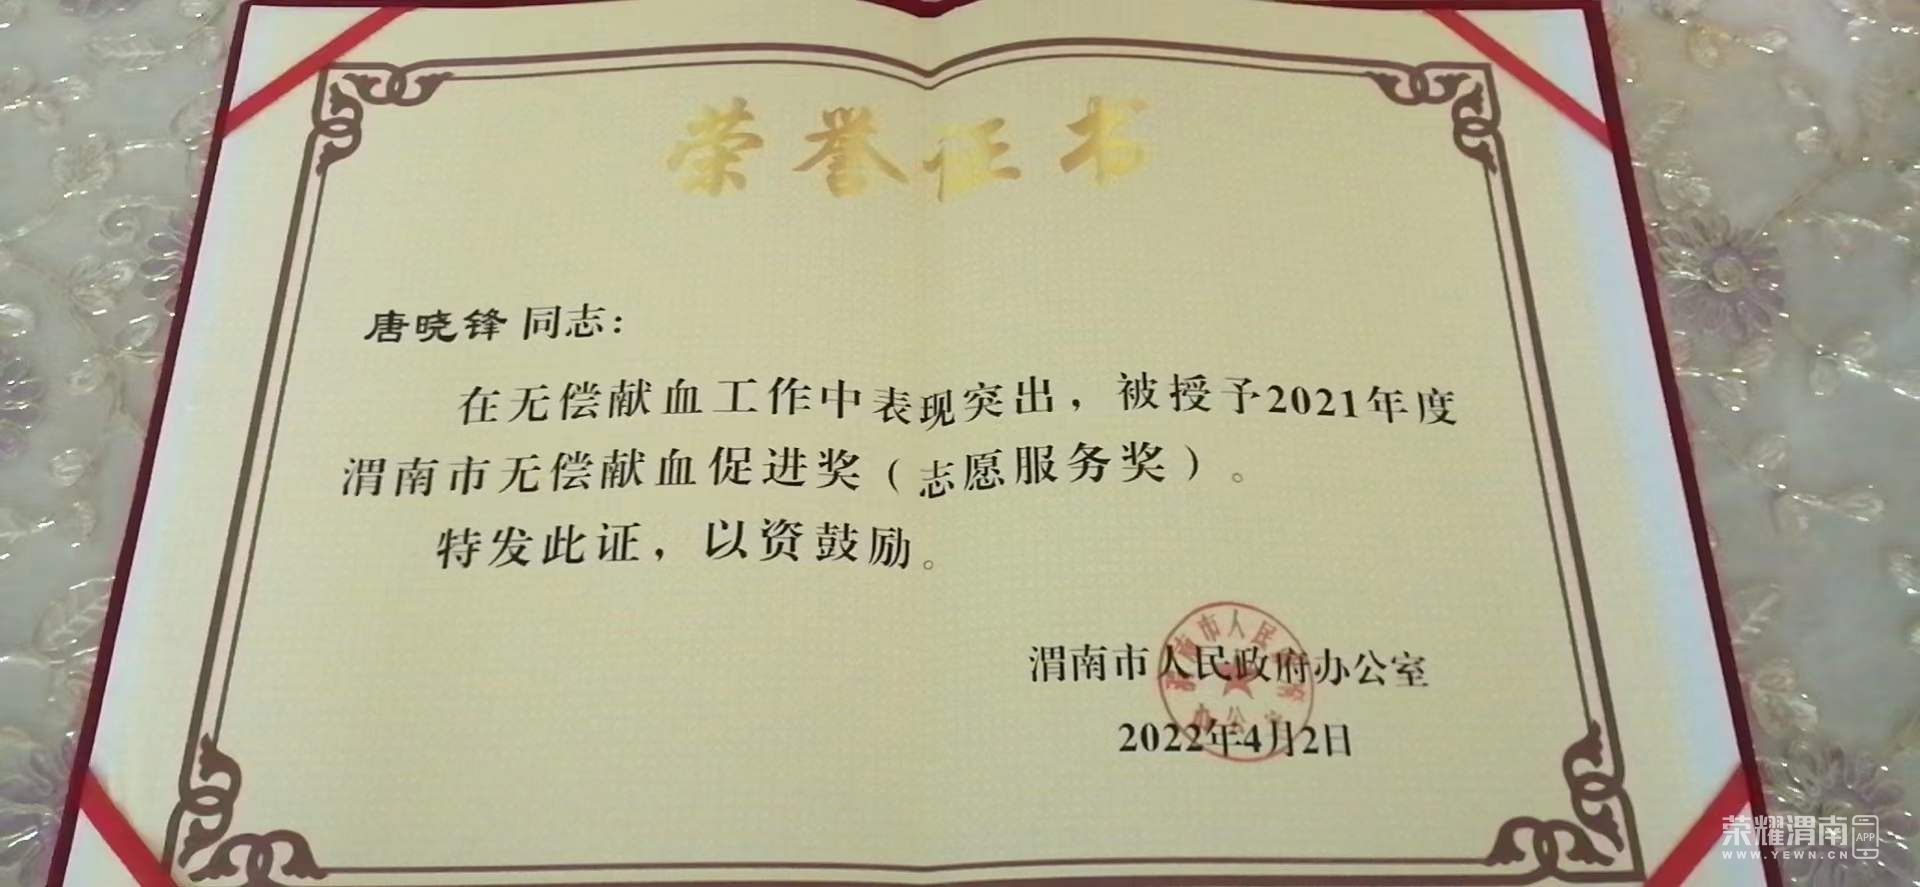 荣誉证书
唐晓锋 同志：
在无偿献血工作中表现突出，被授予2021年度
渭南市无偿献血促进奖（志愿服务奖）。
特发此证，以资鼓励。
渭南市人民政府办公室
2022年4月2日
荣耀渭南 APP
WWW.YEWN.CN